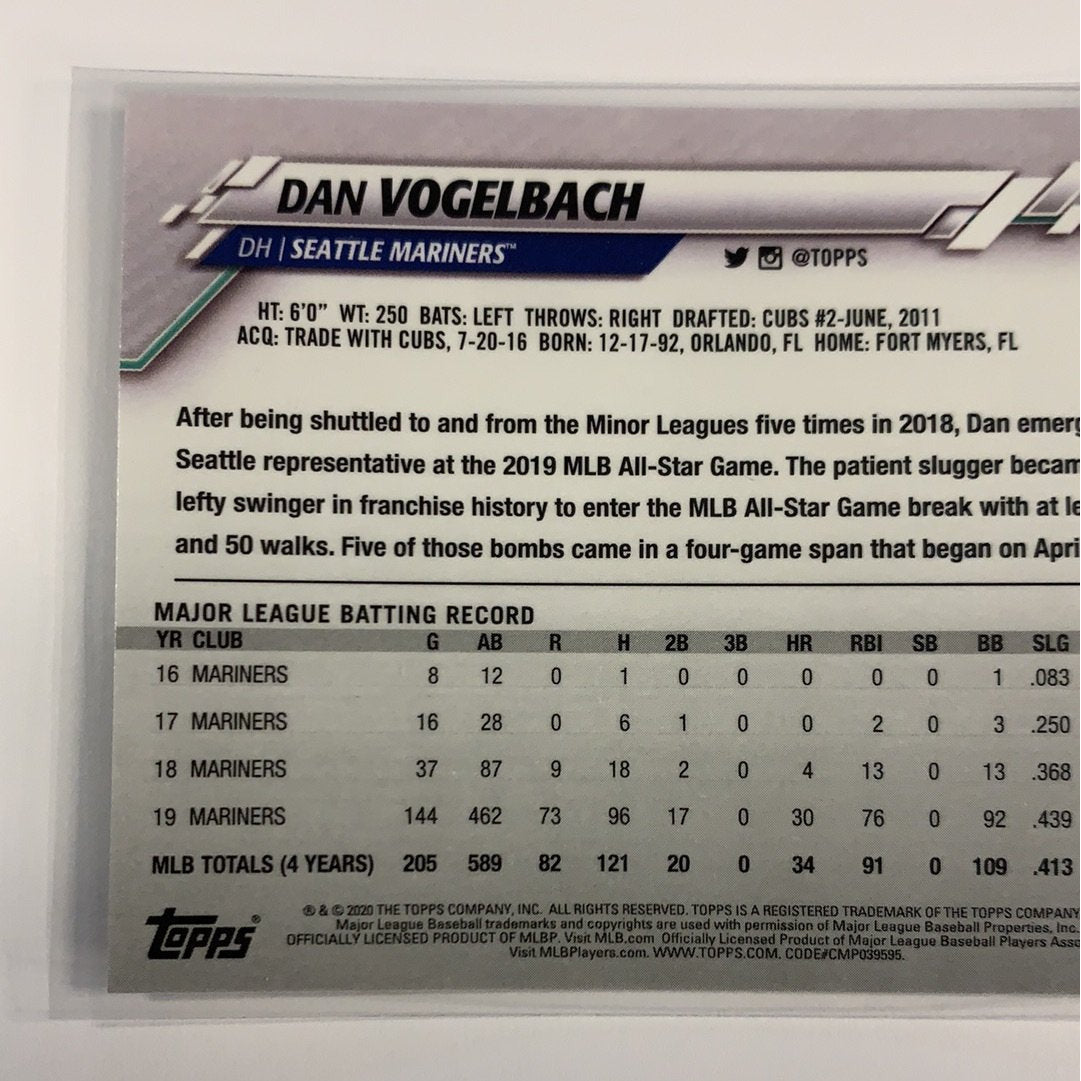 DAN VOGELBACH
DH | SEATTLE MARINERS™
@TOPPS
HT: 6'0" WT: 250 BATS: LEFT THROWS: RIGHT DRAFTED: CUBS #2-JUNE, 2011
ACQ: TRADE WITH CUBS, 7-20-16 BORN: 12-17-92, ORLANDO, FL HOME: FORT MYERS, FL
After being shuttled to and from the Minor Leagues five times in 2018, Dan emerg
Seattle representative at the 2019 MLB All-Star Game. The patient slugger becam
lefty swinger in franchise history to enter the MLB All-Star Game break with at le
and 50 walks. Five of those bombs came in a four-game span that began on Apri
MAJOR LEAGUE BATTING RECORD
YR CLUB G AB R H 2B 3B HR RBI SB BB SLG
16 MARINERS 8 12 0 1 0 0 0 0 0 1 .083
17 MARINERS 16 28 0 6 1 0 0 2 0 3 .250
18 MARINERS 37 87 9 18 2 0 4 13 0 13 .368
19 MARINERS 144 462 73 96 17 0 30 76 0 92 .439
MLB TOTALS (4 YEARS) 205 589 82 121 20 0 34 91 0 109 .413
Topps®
® & © 2020 THE TOPPS COMPANY, INC. ALL RIGHTS RESERVED. TOPPS IS A REGISTERED TRADEMARK OF THE TOPPS COMPANY
Major League Baseball trademarks and copyrights are used with permission of Major League Baseball Properties, Inc.
OFFICIALLY LICENSED PRODUCT OF MLBP. Visit MLB.com Officially Licensed Product of Major League Baseball Players Asso
Visit MLBPlayers.com. WWW.TOPPS.COM. CODE#CMP039595.